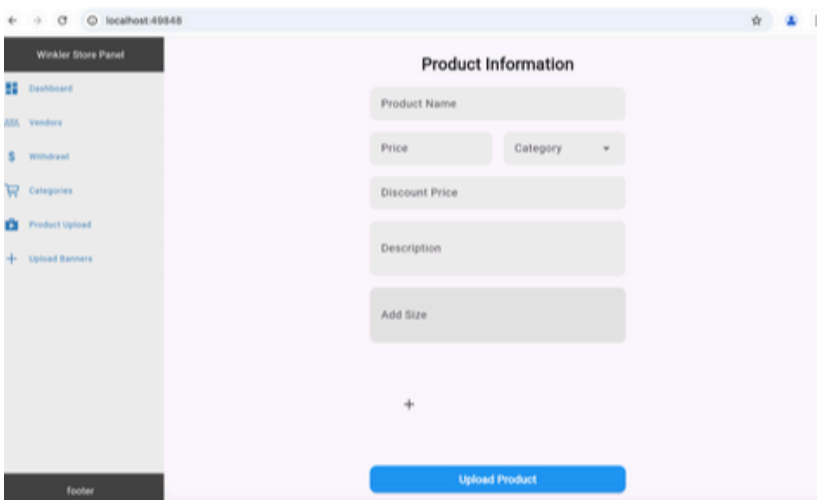 localhost:49848
Winkler Store Panel
Dashboard
Vendors
Withdrawl
Categories
Product Upload
Upload Banners
footer
Product Information
Product Name
Price
Category
Discount Price
Description
Add Size
+
Upload Product